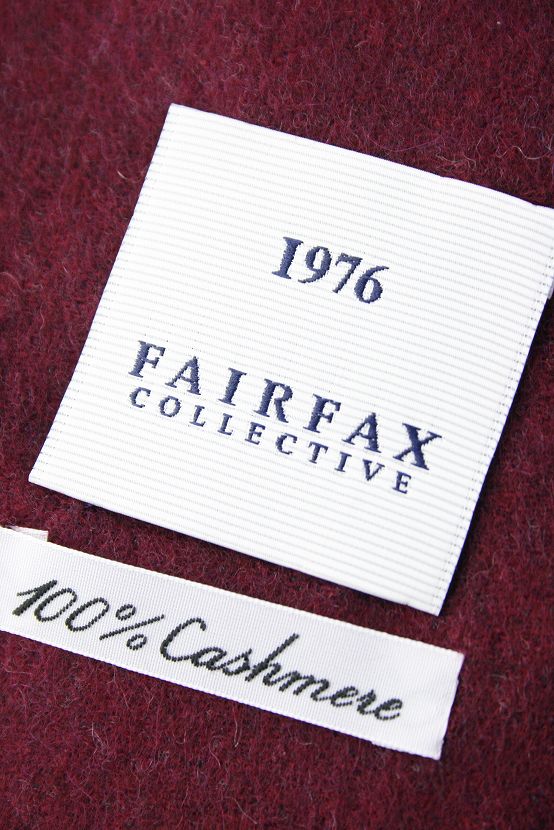 1976
FAIRFAX
COLLECTIVE
100% Cashmere